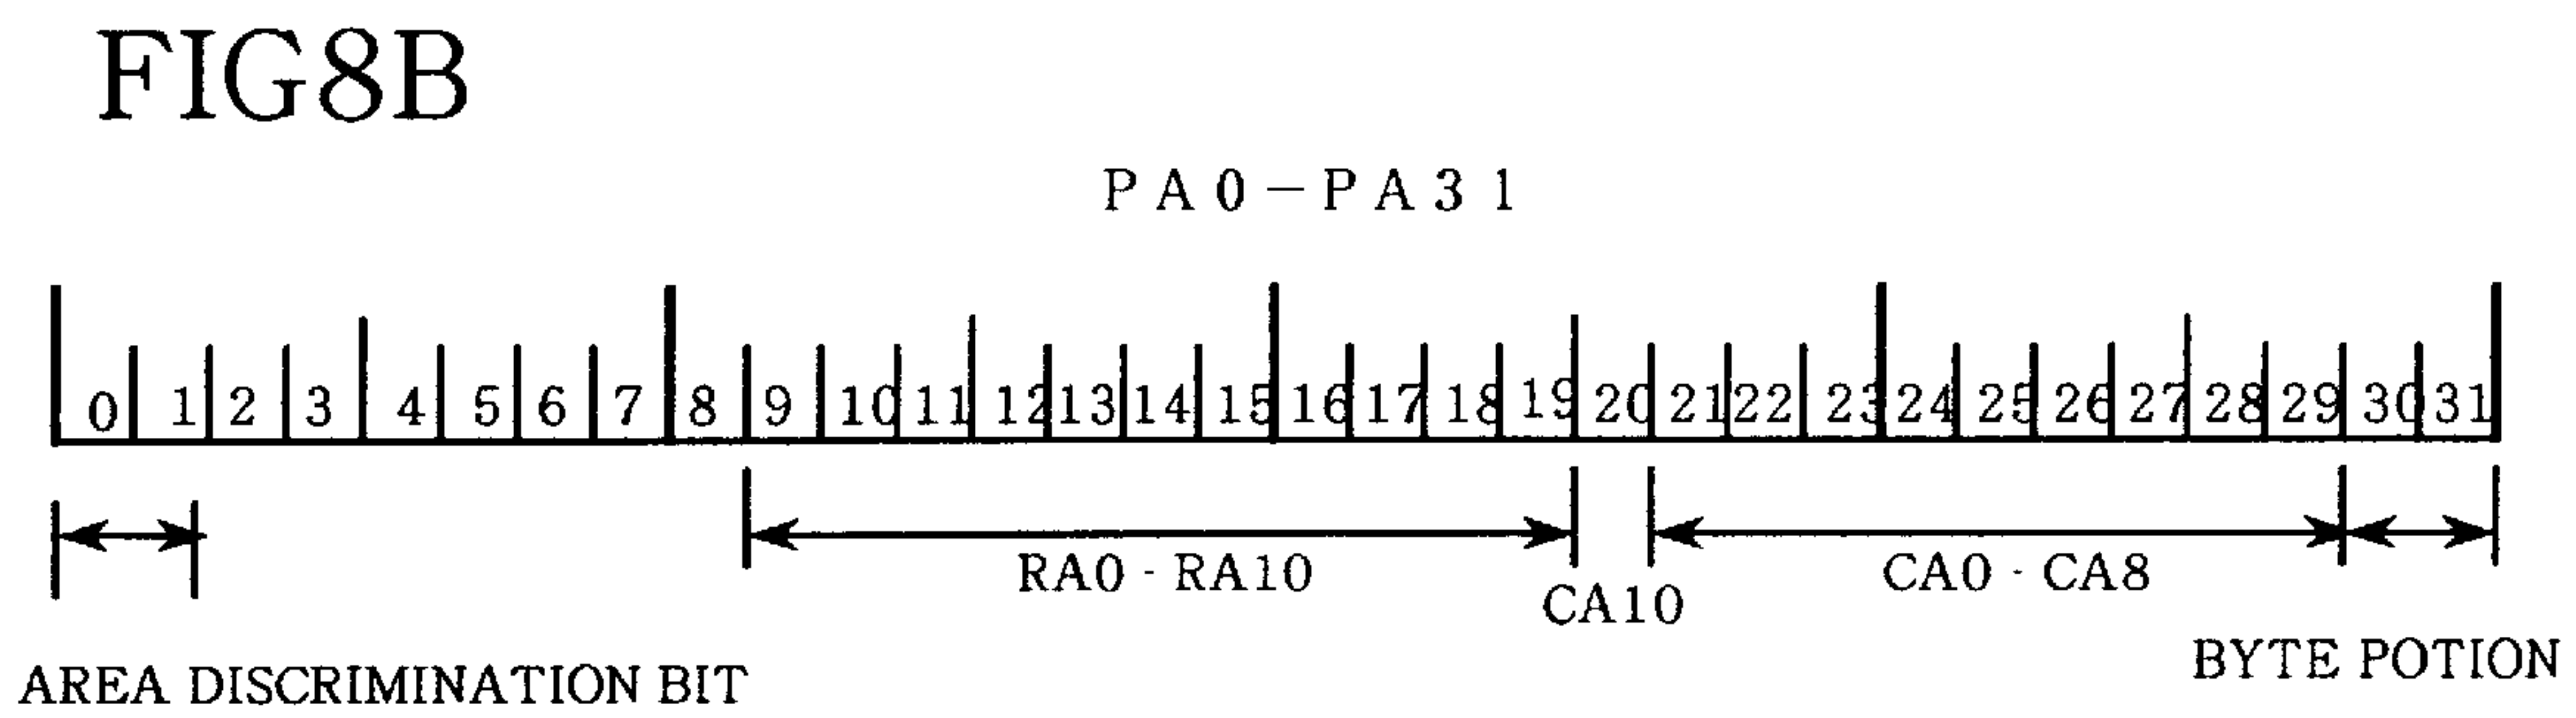 FIG8B
PA0-PA31
0 1 2 3 4 5 6 7 8 9 10 11 12 13 14 15 16 17 18 19 20 21 22 23 24 25 26 27 28 29 30 31
RA0 - RA10
CA0 - CA8
CA10
BYTE POTION
AREA DISCRIMINATION BIT